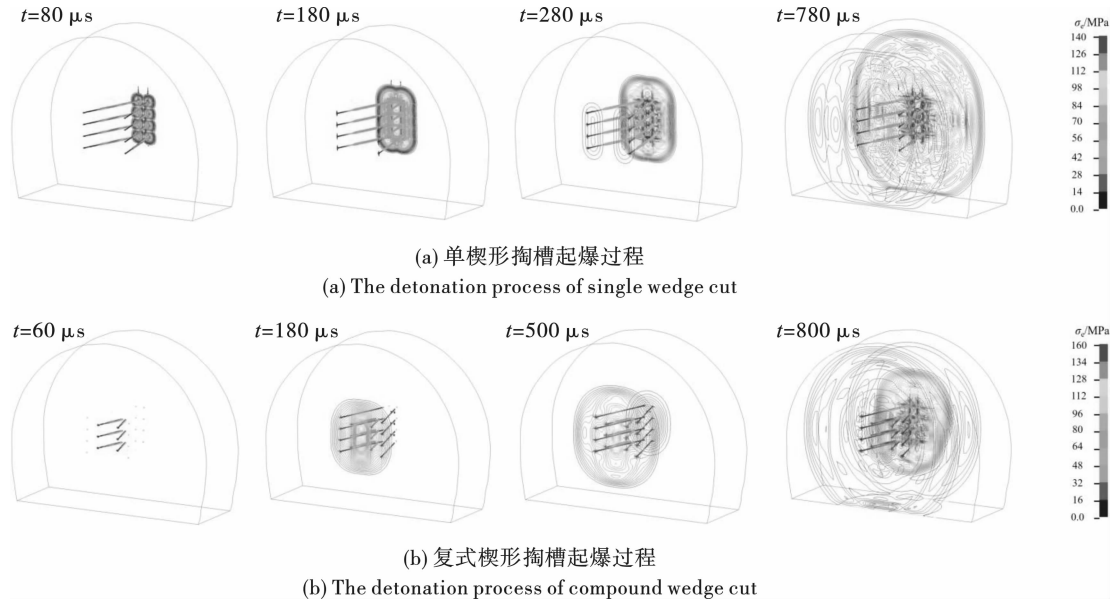 t=80 μs
t=180 μs
t=280 μs
t=780 μs
σe/MPa
140
126
112
98
84
70
56
42
28
14
0.0
(a) 单楔形掏槽起爆过程
(a) The detonation process of single wedge cut
t=60 μs
t=180 μs
t=500 μs
t=800 μs
σe/MPa
160
134
128
112
96
80
64
48
32
16
0.0
(b) 复式楔形掏槽起爆过程
(b) The detonation process of compound wedge cut